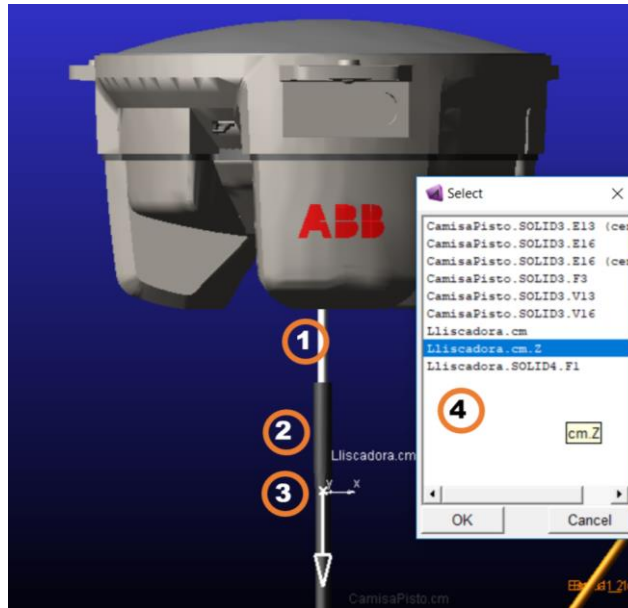 ABB
Select
CamisaPisto.SOLID3.E13 (cer
CamisaPisto.SOLID3.E16
CamisaPisto.SOLID3.E16 (cer
CamisaPisto.SOLID3.F3
CamisaPisto.SOLID3.V13
CamisaPisto.SOLID3.V16
Lliscadora.cm
Lliscadora.cm.Z
Lliscadora.SOLID4.F1
1
2
3
4
cm.Z
Lliscadora.cm
y x
OK Cancel
CamisaPisto.cm